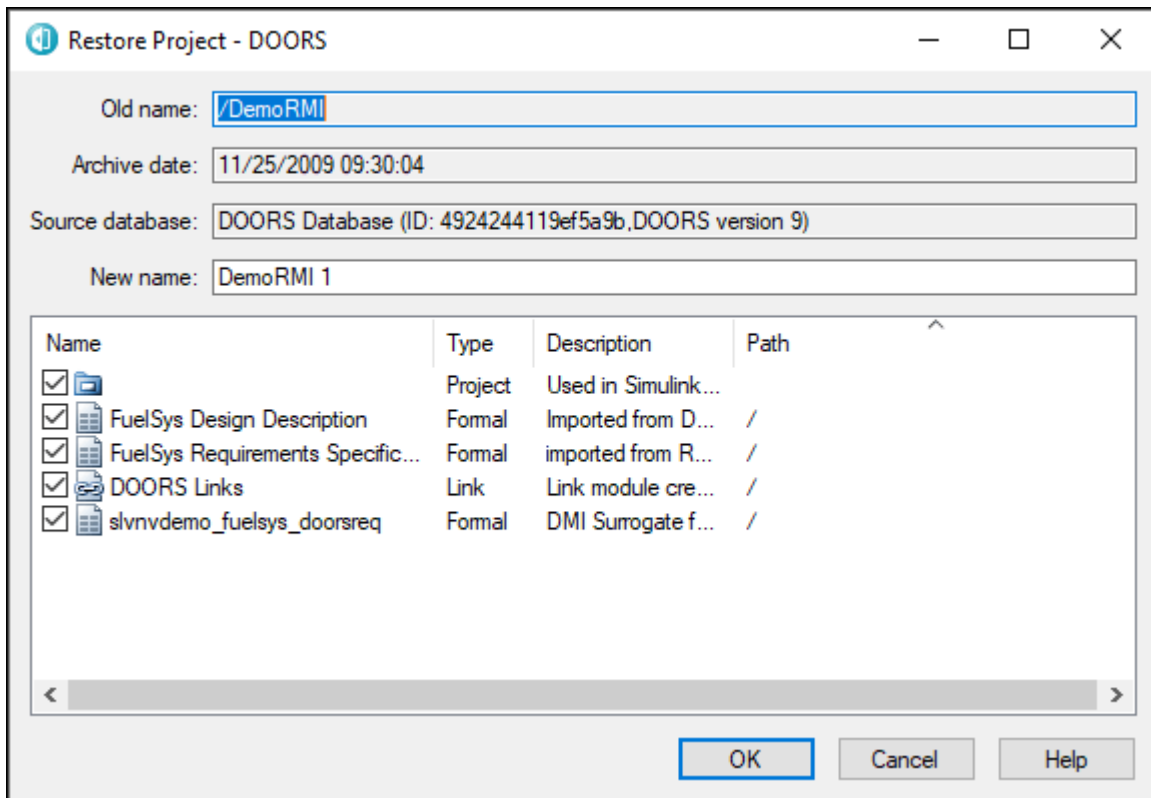 Restore Project - DOORS
Old name: /DemoRMI
Archive date: 11/25/2009 09:30:04
Source database: DOORS Database (ID: 4924244119ef5a9b,DOORS version 9)
New name: DemoRMI 1
Name Type Description Path
Project Used in Simulink...
FuelSys Design Description Formal Imported from D... /
FuelSys Requirements Specific... Formal imported from R... /
DOORS Links Link Link module cre... /
slvnvdemo_fuelsys_doorsreq Formal DMI Surrogate f... /
OK Cancel Help